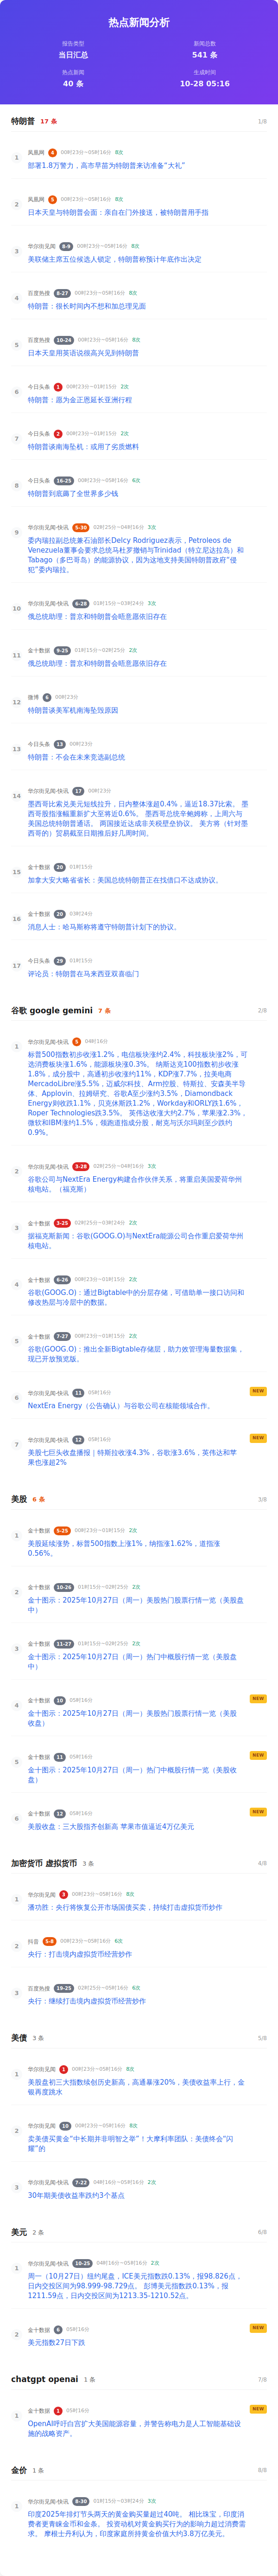 热点新闻分析
报告类型
当日汇总
新闻总数
541 条
热点新闻
40 条
生成时间
10-28 05:16
特朗普 17 条 1/8
1
凤凰网 4 00时23分~05时16分 8次
部署1.8万警力，高市早苗为特朗普来访准备“大礼”
2
凤凰网 5 00时23分~05时16分 8次
日本天皇与特朗普会面：亲自在门外接送，被特朗普用手指
3
华尔街见闻 8-9 00时23分~05时16分 8次
美联储主席五位候选人锁定，特朗普称预计年底作出决定
4
百度热搜 8-27 00时23分~05时16分 8次
特朗普：很长时间内不想和加总理见面
5
百度热搜 10-24 00时23分~05时16分 8次
日本天皇用英语说很高兴见到特朗普
6
今日头条 1 00时23分~01时15分 2次
特朗普：愿为金正恩延长亚洲行程
7
今日头条 2 00时23分~01时15分 2次
特朗普谈南海坠机：或用了劣质燃料
8
今日头条 16-25 00时23分~05时16分 6次
特朗普到底薅了全世界多少钱
9
华尔街见闻-快讯 5-30 02时25分~04时16分 3次
委内瑞拉副总统兼石油部长Delcy Rodriguez表示，Petroleos de
Venezuela董事会要求总统马杜罗撤销与Trinidad（特立尼达岛）和
Tobago（多巴哥岛）的能源协议，因为这地支持美国特朗普政府“侵
犯”委内瑞拉。
10
华尔街见闻-快讯 6-28 01时15分~03时24分 3次
俄总统助理：普京和特朗普会晤意愿依旧存在
11
金十数据 9-25 01时15分~02时25分 2次
俄总统助理：普京和特朗普会晤意愿依旧存在
12
微博 6 00时23分
特朗普谈美军机南海坠毁原因
13
今日头条 13 00时23分
特朗普：不会在未来竞选副总统
14
华尔街见闻-快讯 17 00时23分
墨西哥比索兑美元短线拉升，日内整体涨超0.4%，逼近18.37比索。 墨
西哥股指涨幅重新扩大至将近0.6%。 墨西哥总统辛鲍姆称，上周六与
美国总统特朗普通话。 两国接近达成非关税壁垒协议。 美方将（针对墨
西哥的）贸易截至日期推后好几周时间。
15
金十数据 20 01时15分
加拿大安大略省省长：美国总统特朗普正在找借口不达成协议。
16
金十数据 20 03时24分
消息人士：哈马斯称将遵守特朗普计划下的协议。
17
今日头条 29 01时15分
评论员：特朗普在马来西亚双喜临门
谷歌 google gemini 7 条 2/8
1
华尔街见闻-快讯 5 04时16分
标普500指数初步收涨1.2%，电信板块涨约2.4%，科技板块涨2%，可
选消费板块涨1.6%，能源板块涨0.3%。 纳斯达克100指数初步收涨
1.8%，成分股中，高通初步收涨约11%，KDP涨7.7%，拉美电商
MercadoLibre涨5.5%，迈威尔科技、Arm控股、特斯拉、安森美半导
体、Applovin、拉姆研究、谷歌A至少涨约3.5%，Diamondback
Energy则收跌1.1%，贝克休斯跌1.2%，Workday和ORLY跌1.6%，
Roper Technologies跌3.5%。 英伟达收涨大约2.7%，苹果涨2.3%，
微软和IBM涨约1.5%，领跑道指成分股，耐克与沃尔玛则至少跌约
0.9%。
2
华尔街见闻-快讯 3-28 02时25分~04时16分 3次
谷歌公司与NextEra Energy构建合作伙伴关系，将重启美国爱荷华州
核电站。（福克斯）
3
金十数据 3-25 02时25分~03时24分 2次
据福克斯新闻：谷歌(GOOG.O)与NextEra能源公司合作重启爱荷华州
核电站。
4
金十数据 6-26 00时23分~01时15分 2次
谷歌(GOOG.O)：通过Bigtable中的分层存储，可借助单一接口访问和
修改热层与冷层中的数据。
5
金十数据 7-27 00时23分~01时15分 2次
谷歌(GOOG.O)：推出全新Bigtable存储层，助力效管理海量数据集，
现已开放预览版。
6
华尔街见闻-快讯 11 05时16分 NEW
NextEra Energy（公告确认）与谷歌公司在核能领域合作。
7
华尔街见闻-快讯 12 05时16分 NEW
美股七巨头收盘播报｜特斯拉收涨4.3%，谷歌涨3.6%，英伟达和苹
果也涨超2%
美股 6 条 3/8
1
金十数据 5-25 00时23分~01时15分 2次
美股延续涨势，标普500指数上涨1%，纳指涨1.62%，道指涨
0.56%。
2
金十数据 10-26 01时15分~02时25分 2次
金十图示：2025年10月27日（周一）美股热门股票行情一览（美股盘
中）
3
金十数据 11-27 01时15分~02时25分 2次
金十图示：2025年10月27日（周一）热门中概股行情一览（美股盘
中）
4
金十数据 10 05时16分 NEW
金十图示：2025年10月27日（周一）美股热门股票行情一览（美股
收盘）
5
金十数据 11 05时16分 NEW
金十图示：2025年10月27日（周一）热门中概股行情一览（美股收
盘）
6
金十数据 12 05时16分 NEW
美股收盘：三大股指齐创新高 苹果市值逼近4万亿美元
加密货币 虚拟货币 3 条 4/8
1
华尔街见闻 3 00时23分~05时16分 8次
潘功胜：央行将恢复公开市场国债买卖，持续打击虚拟货币炒作
2
抖音 5-8 00时23分~05时16分 6次
央行：打击境内虚拟货币经营炒作
3
百度热搜 19-25 02时25分~05时16分 6次
央行：继续打击境内虚拟货币经营炒作
美债 3 条 5/8
1
华尔街见闻 1 00时23分~05时16分 8次
美股盘初三大指数续创历史新高，高通暴涨20%，美债收益率上行，金
银再度跳水
2
华尔街见闻 10 00时23分~05时16分 8次
卖美债买黄金“中长期并非明智之举”！大摩利率团队：美债终会“闪
耀”的
3
华尔街见闻-快讯 7-22 04时16分~05时16分 2次
30年期美债收益率跌约3个基点
美元 2 条 6/8
1
华尔街见闻-快讯 10-25 04时16分~05时16分 2次
周一（10月27日）纽约尾盘，ICE美元指数跌0.13%，报98.826点，
日内交投区间为98.999-98.729点。 彭博美元指数跌0.13%，报
1211.59点，日内交投区间为1213.35-1210.52点。
2
金十数据 6 05时16分 NEW
美元指数27日下跌
chatgpt openai 1 条 7/8
1
金十数据 1 05时16分 NEW
OpenAI呼吁白宫扩大美国能源容量，并警告称电力是人工智能基础设
施的战略资产。
金价 1 条 8/8
1
华尔街见闻-快讯 8-30 01时15分~03时24分 3次
印度2025年排灯节头两天的黄金购买量超过40吨。 相比珠宝，印度消
费者更青睐金币和金条。 投资动机对黄金购买行为的影响力超过消费需
求。 摩根士丹利认为，印度家庭所持黄金价值大约3.8万亿美元。